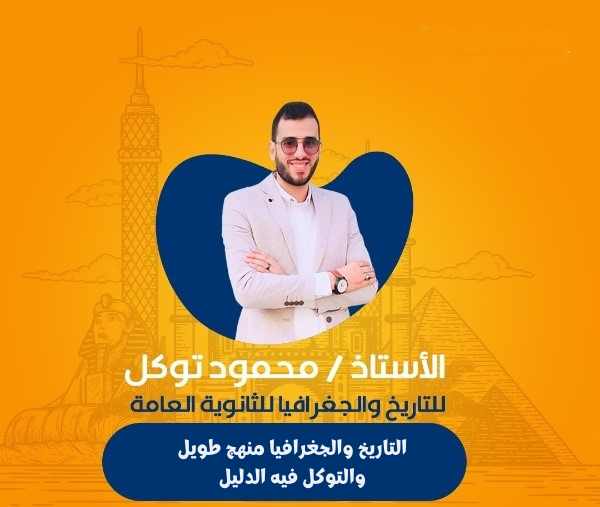 الأستاذ / محمود توكل
للتاريخ والجغرافيا للثانوية العامة
التاريخ والجغرافيا منهج طويل
والتوكل فيه الدليل